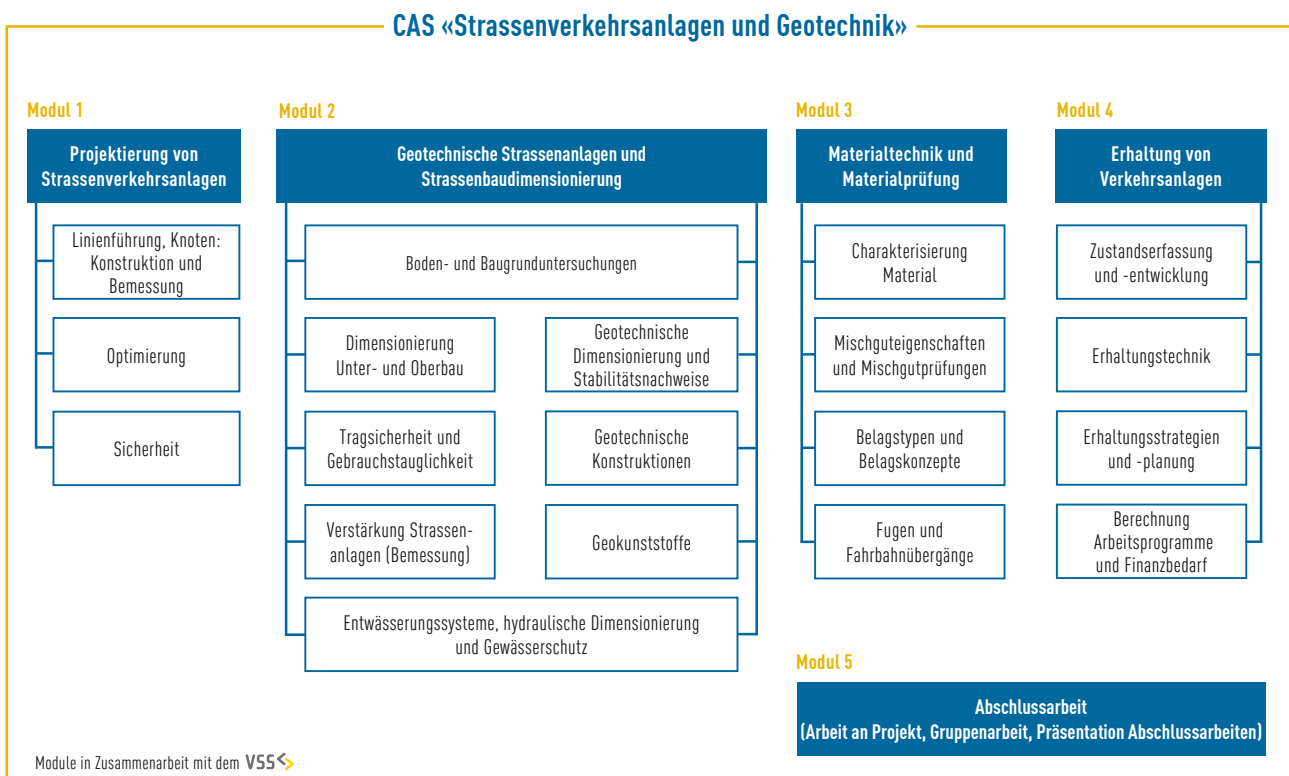 CAS «Strassenverkehrsanlagen und Geotechnik»
Modul 1
Projektierung von
Strassenverkehrsanlagen
Linienführung, Knoten:
Konstruktion und
Bemessung
Optimierung
Sicherheit
Modul 2
Geotechnische Strassenanlagen und
Strassenbaudimensionierung
Boden- und Baugrunduntersuchungen
Dimensionierung
Unter- und Oberbau
Geotechnische
Dimensionierung und
Stabilitätsnachweise
Tragsicherheit und
Gebrauchstauglichkeit
Geotechnische
Konstruktionen
Verstärkung Strassen-
anlagen (Bemessung)
Geokunststoffe
Entwässerungssysteme, hydraulische Dimensionierung
und Gewässerschutz
Modul 3
Materialtechnik und
Materialprüfung
Charakterisierung
Material
Mischguteigenschaften
und Mischgutprüfungen
Belagstypen und
Belagskonzepte
Fugen und
Fahrbahnübergänge
Modul 4
Erhaltung von
Verkehrsanlagen
Zustandserfassung
und -entwicklung
Erhaltungstechnik
Erhaltungsstrategien
und -planung
Berechnung
Arbeitsprogramme
und Finanzbedarf
Modul 5
Abschlussarbeit
(Arbeit an Projekt, Gruppenarbeit, Präsentation Abschlussarbeiten)
Module in Zusammenarbeit mit dem VSS